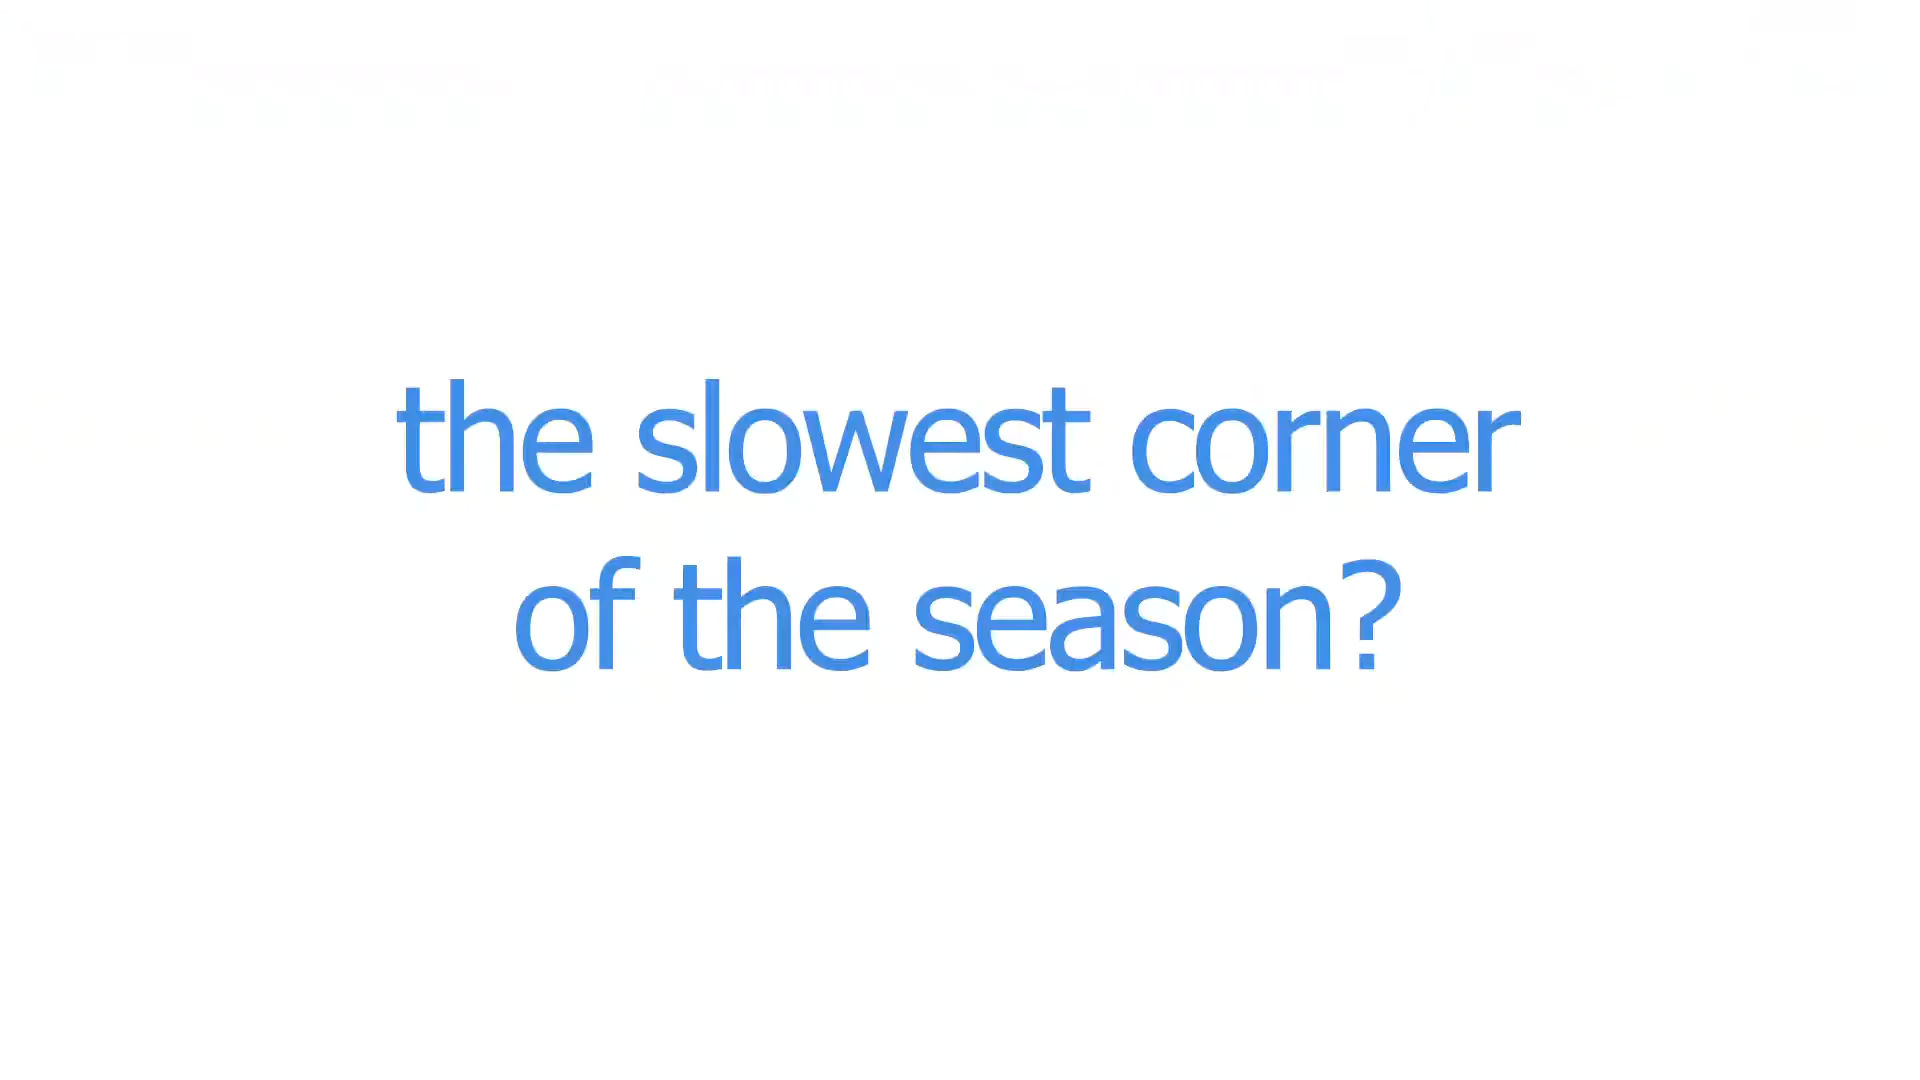 the slowest corner
of the season?